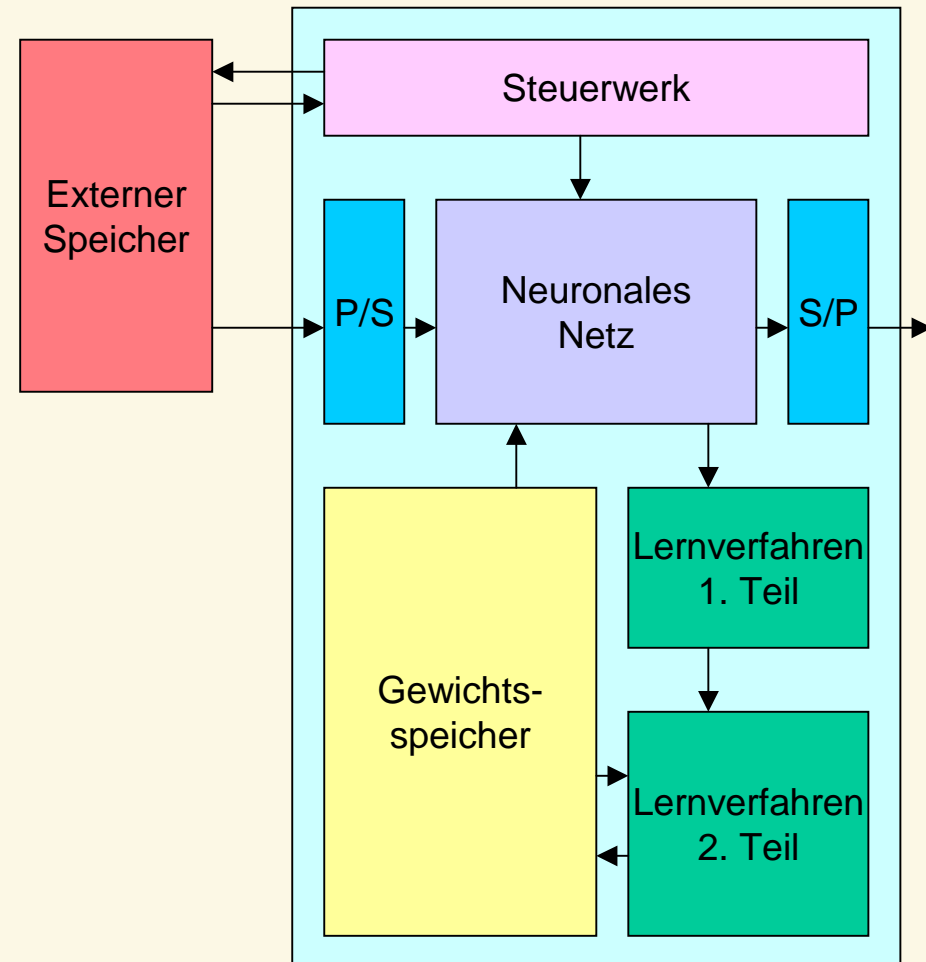 Steuerwerk
Externer
Speicher
P/S
Neuronales
Netz
S/P
Lernverfahren
1. Teil
Gewichts-
speicher
Lernverfahren
2. Teil